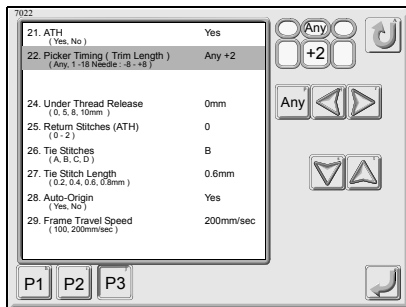 7022
21. ATH Yes
( Yes, No )
22. Picker Timing ( Trim Length ) Any +2
( Any, 1 -18 Needle : -8 - +8 )
24. Under Thread Release 0mm
( 0, 5, 8, 10mm )
25. Return Stitches (ATH) 0
( 0 - 2 )
26. Tie Stitches B
( A, B, C, D )
27. Tie Stitch Length 0.6mm
( 0.2, 0.4, 0.6, 0.8mm )
28. Auto-Origin Yes
( Yes, No )
29. Frame Travel Speed 200mm/sec
( 100, 200mm/sec )
Any
+2
Any
P1 P2 P3